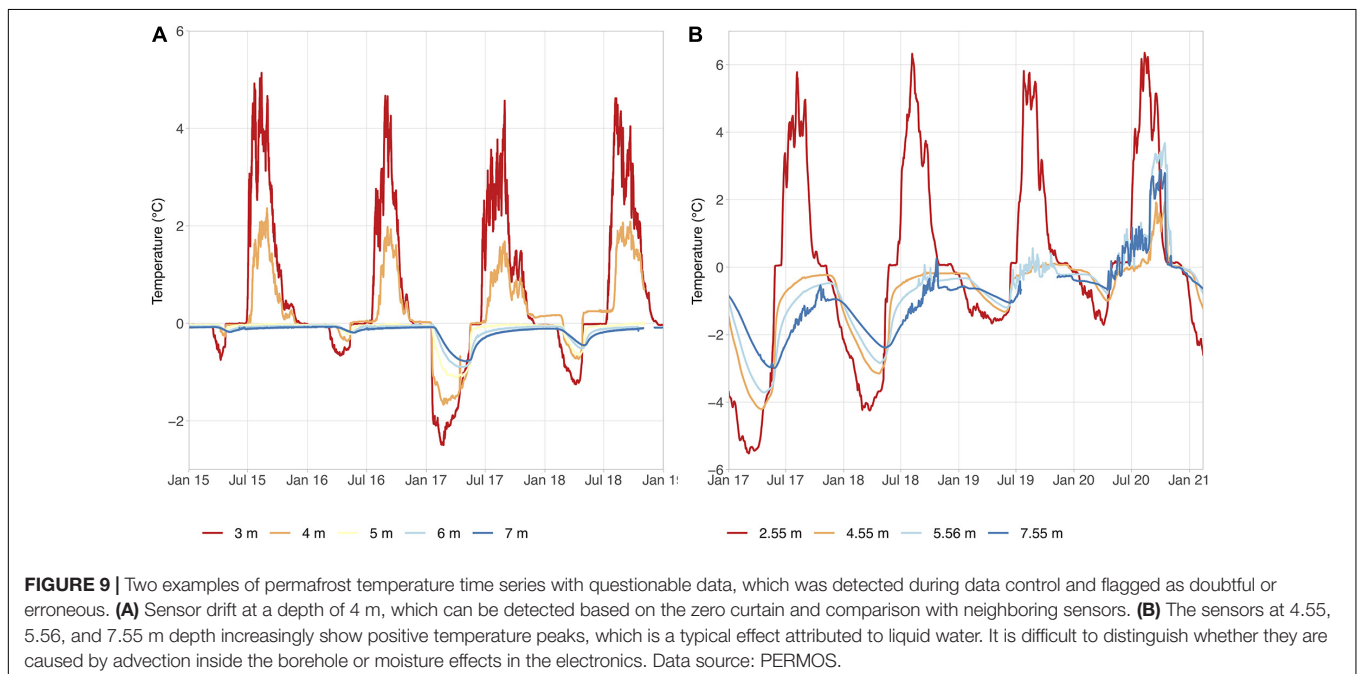 A
B
6
4
2
0
−2
Temperature (°C)
Jan 15 Jul 15 Jan 16 Jul 16 Jan 17 Jul 17 Jan 18 Jul 18 Jan 1
3 m 4 m 5 m 6 m 7 m
6
4
2
0
−2
−4
−6
Temperature (°C)
Jan 17 Jul 17 Jan 18 Jul 18 Jan 19 Jul 19 Jan 20 Jul 20 Jan 21
2.55 m 4.55 m 5.56 m 7.55 m
FIGURE 9 | Two examples of permafrost temperature time series with questionable data, which was detected during data control and flagged as doubtful or
erroneous. (A) Sensor drift at a depth of 4 m, which can be detected based on the zero curtain and comparison with neighboring sensors. (B) The sensors at 4.55,
5.56, and 7.55 m depth increasingly show positive temperature peaks, which is a typical effect attributed to liquid water. It is difficult to distinguish whether they are
caused by advection inside the borehole or moisture effects in the electronics. Data source: PERMOS.